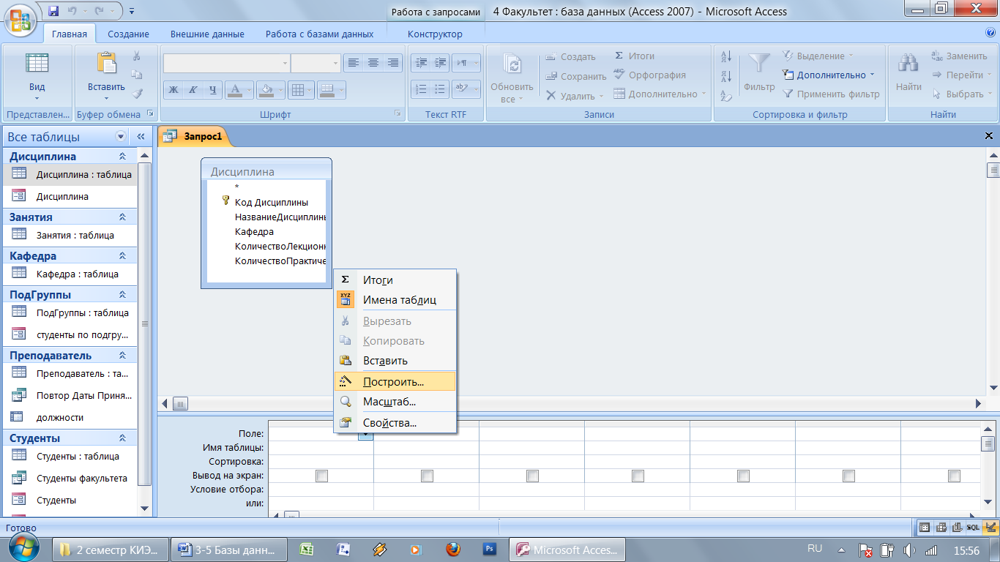 Работа с запросами
4 Факультет : база данных (Access 2007) - Microsoft Access
Главная Создание Внешние данные Работа с базами данных Конструктор
Вид
Вставить
Ж К Ч
А
Обновить все
Создать
Сохранить
Удалить
Итоги
Орфография
Дополнительно
Фильтр
Выделение
Дополнительно
Применить фильтр
Найти
Заменить
Перейти
Выбрать
Представлен... Буфер обмена Шрифт Текст RTF Записи Сортировка и фильтр Найти
Все таблицы
Дисциплина
Дисциплина : таблица
Дисциплина
Занятия
Занятия : таблица
Кафедра
Кафедра : таблица
ПодГруппы
ПодГруппы : таблица
студенты по подгру...
Преподаватель
Преподаватель : та...
Повтор Даты Приня...
должности
Студенты
Студенты : таблица
Студенты факультета
Студенты
Запрос1
Дисциплина
*
Код Дисциплины
НазваниеДисциплины
Кафедра
КоличествоЛекционн
КоличествоПрактиче
Итоги
Имена таблиц
Вырезать
Копировать
Вставить
Построить...
Масштаб...
Свойства...
Поле:
Имя таблицы:
Сортировка:
Вывод на экран:
Условие отбора:
или:
Готово
SQL
2 семестр КИЭ... 3-5 Базы данн... Ps Microsoft Acces... RU 15:56